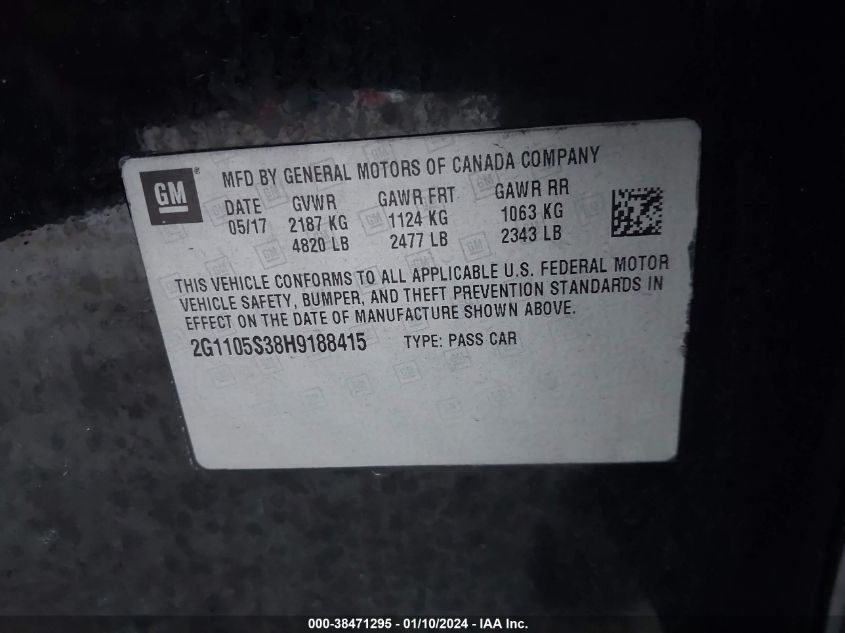 GM
MFD BY GENERAL MOTORS OF CANADA COMPANY
DATE GVWR GAWR FRT GAWR RR
05/17 2187 KG 1124 KG 1063 KG
4820 LB 2477 LB 2343 LB
THIS VEHICLE CONFORMS TO ALL APPLICABLE U.S. FEDERAL MOTOR
VEHICLE SAFETY, BUMPER, AND THEFT PREVENTION STANDARDS IN
EFFECT ON THE DATE OF MANUFACTURE SHOWN ABOVE.
2G1105S38H9188415 TYPE: PASS CAR
000-38471295 - 01/10/2024 - IAA Inc.